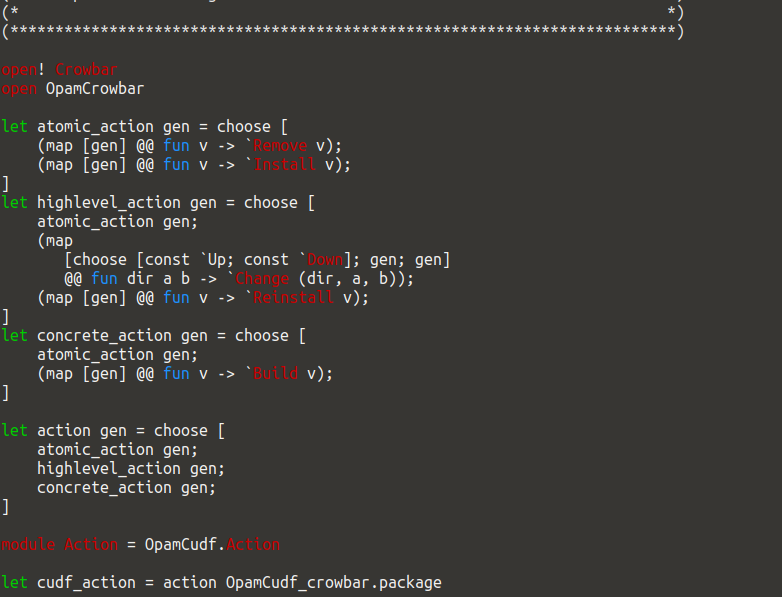 (*                                                                        *)
(**************************************************************************)

open! Crowbar
open OpamCrowbar

let atomic_action gen = choose [
    (map [gen] @@ fun v -> `Remove v);
    (map [gen] @@ fun v -> `Install v);
]
let highlevel_action gen = choose [
    atomic_action gen;
    (map
       [choose [const `Up; const `Down]; gen; gen]
       @@ fun dir a b -> `Change (dir, a, b));
    (map [gen] @@ fun v -> `Reinstall v);
]
let concrete_action gen = choose [
    atomic_action gen;
    (map [gen] @@ fun v -> `Build v);
]

let action gen = choose [
    atomic_action gen;
    highlevel_action gen;
    concrete_action gen;
]

module Action = OpamCudf.Action

let cudf_action = action OpamCudf_crowbar.package